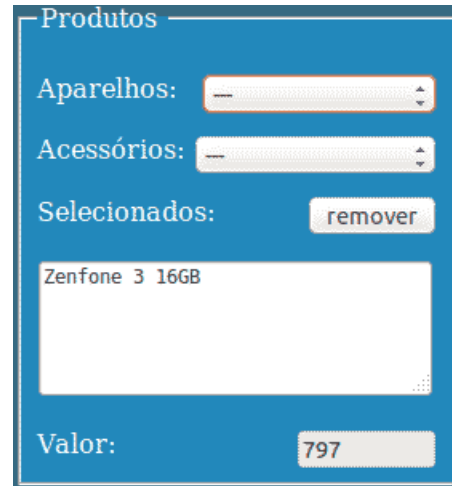 Produtos
Aparelhos: ---
Acessórios: ---
Selecionados: remover
Zenfone 3 16GB
Valor: 797